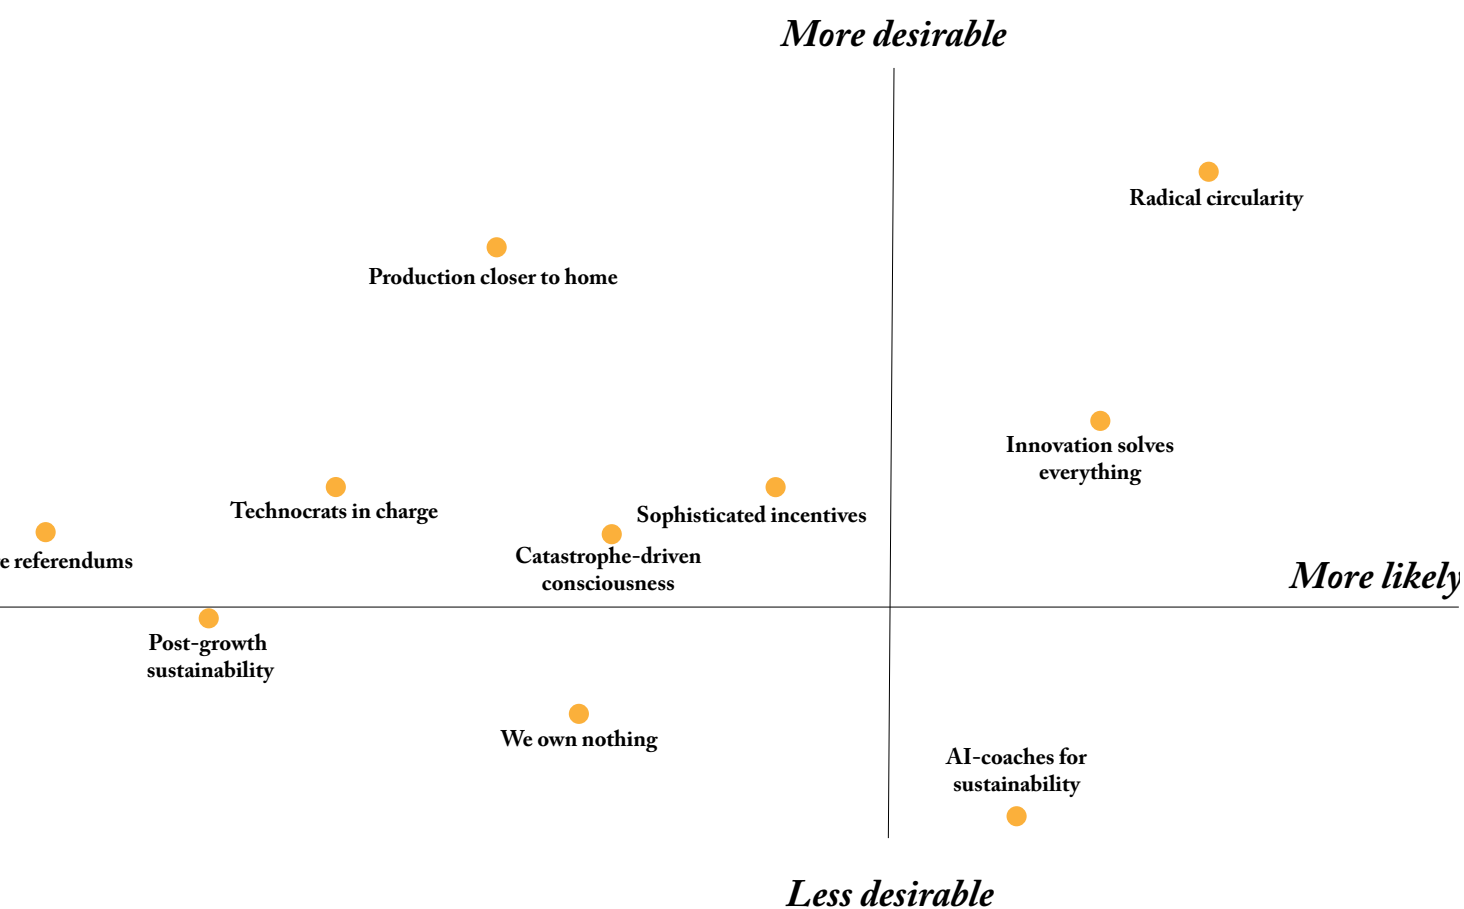 More desirable
Radical circularity
Production closer to home
Innovation solves
everything
Technocrats in charge
Sophisticated incentives
referendums
Catastrophe-driven
consciousness
More likely
Post-growth
sustainability
We own nothing
AI-coaches for
sustainability
Less desirable